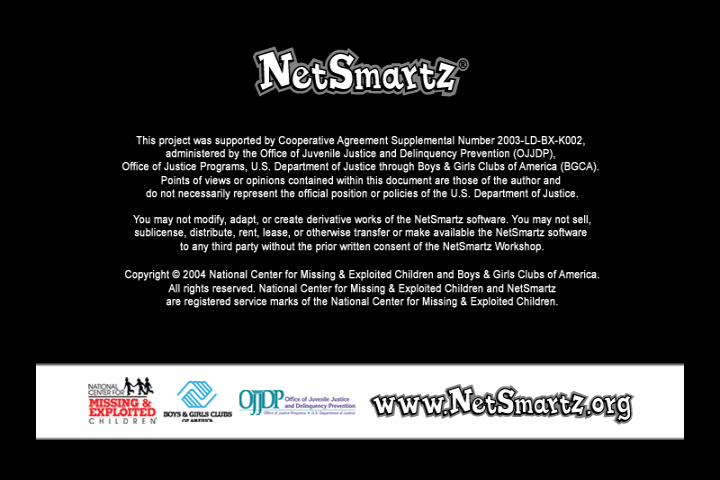 NetSmartz®
This project was supported by Cooperative Agreement Supplemental Number 2003-LD-BX-K002,
administered by the Office of Juvenile Justice and Delinquency Prevention (OJJDP),
Office of Justice Programs, U.S. Department of Justice through Boys & Girls Clubs of America (BGCA).
Points of views or opinions contained within this document are those of the author and
do not necessarily represent the official position or policies of the U.S. Department of Justice.
You may not modify, adapt, or create derivative works of the NetSmartz software. You may not sell,
sublicense, distribute, rent, lease, or otherwise transfer or make available the NetSmartz software
to any third party without the prior written consent of the NetSmartz Workshop.
Copyright © 2004 National Center for Missing & Exploited Children and Boys & Girls Clubs of America.
All rights reserved. National Center for Missing & Exploited Children and NetSmartz
are registered service marks of the National Center for Missing & Exploited Children.
NATIONAL
CENTER FOR
MISSING &
EXPLOITED
CHILDREN®
BOYS & GIRLS CLUBS
OF AMERICA
OJJDP
Office of Juvenile Justice
and Delinquency Prevention
Office of Justice Programs • U.S. Department of Justice
www.NetSmartz.org